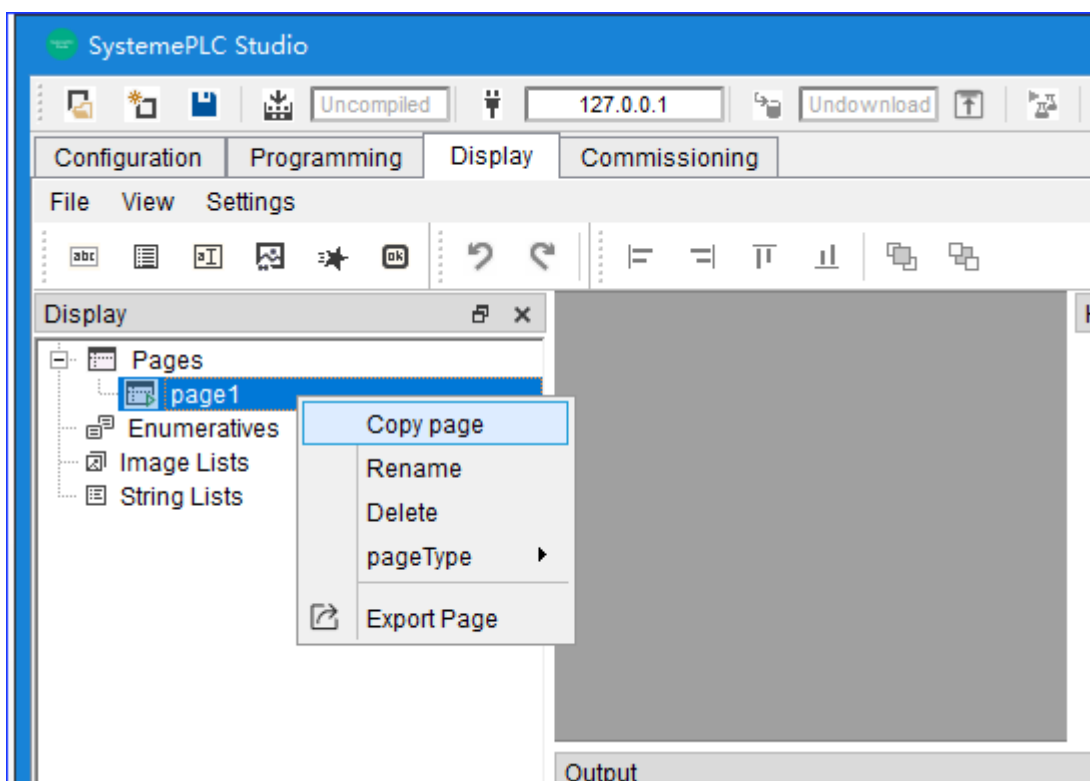 SystemePLC Studio
Uncompiled 127.0.0.1 Undownload
Configuration Programming Display Commissioning
File View Settings
abc aI ok
Display
Pages
page1
Enumeratives
Image Lists
String Lists
Copy page
Rename
Delete
pageType
Export Page
Output